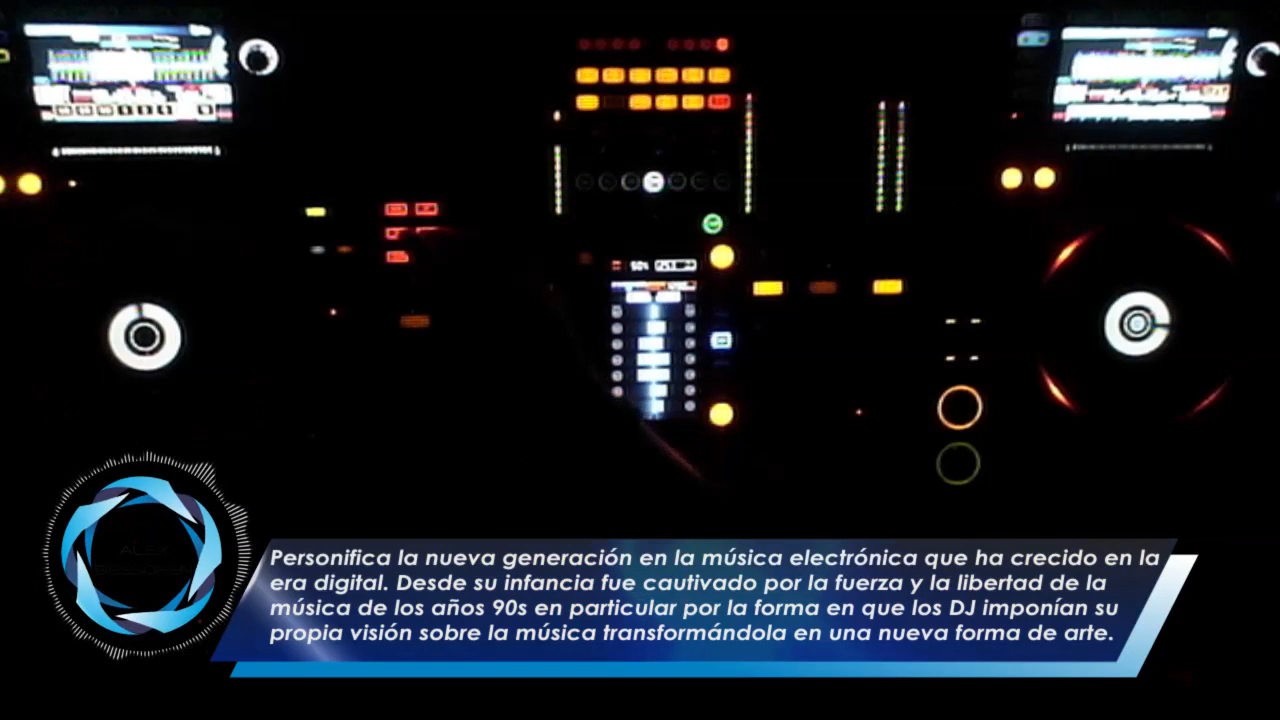 Personifica la nueva generación en la música electrónica que ha crecido en la
era digital. Desde su infancia fue cautivado por la fuerza y la libertad de la
música de los años 90s en particular por la forma en que los DJ imponían su
propia visión sobre la música transformándola en una nueva forma de arte.